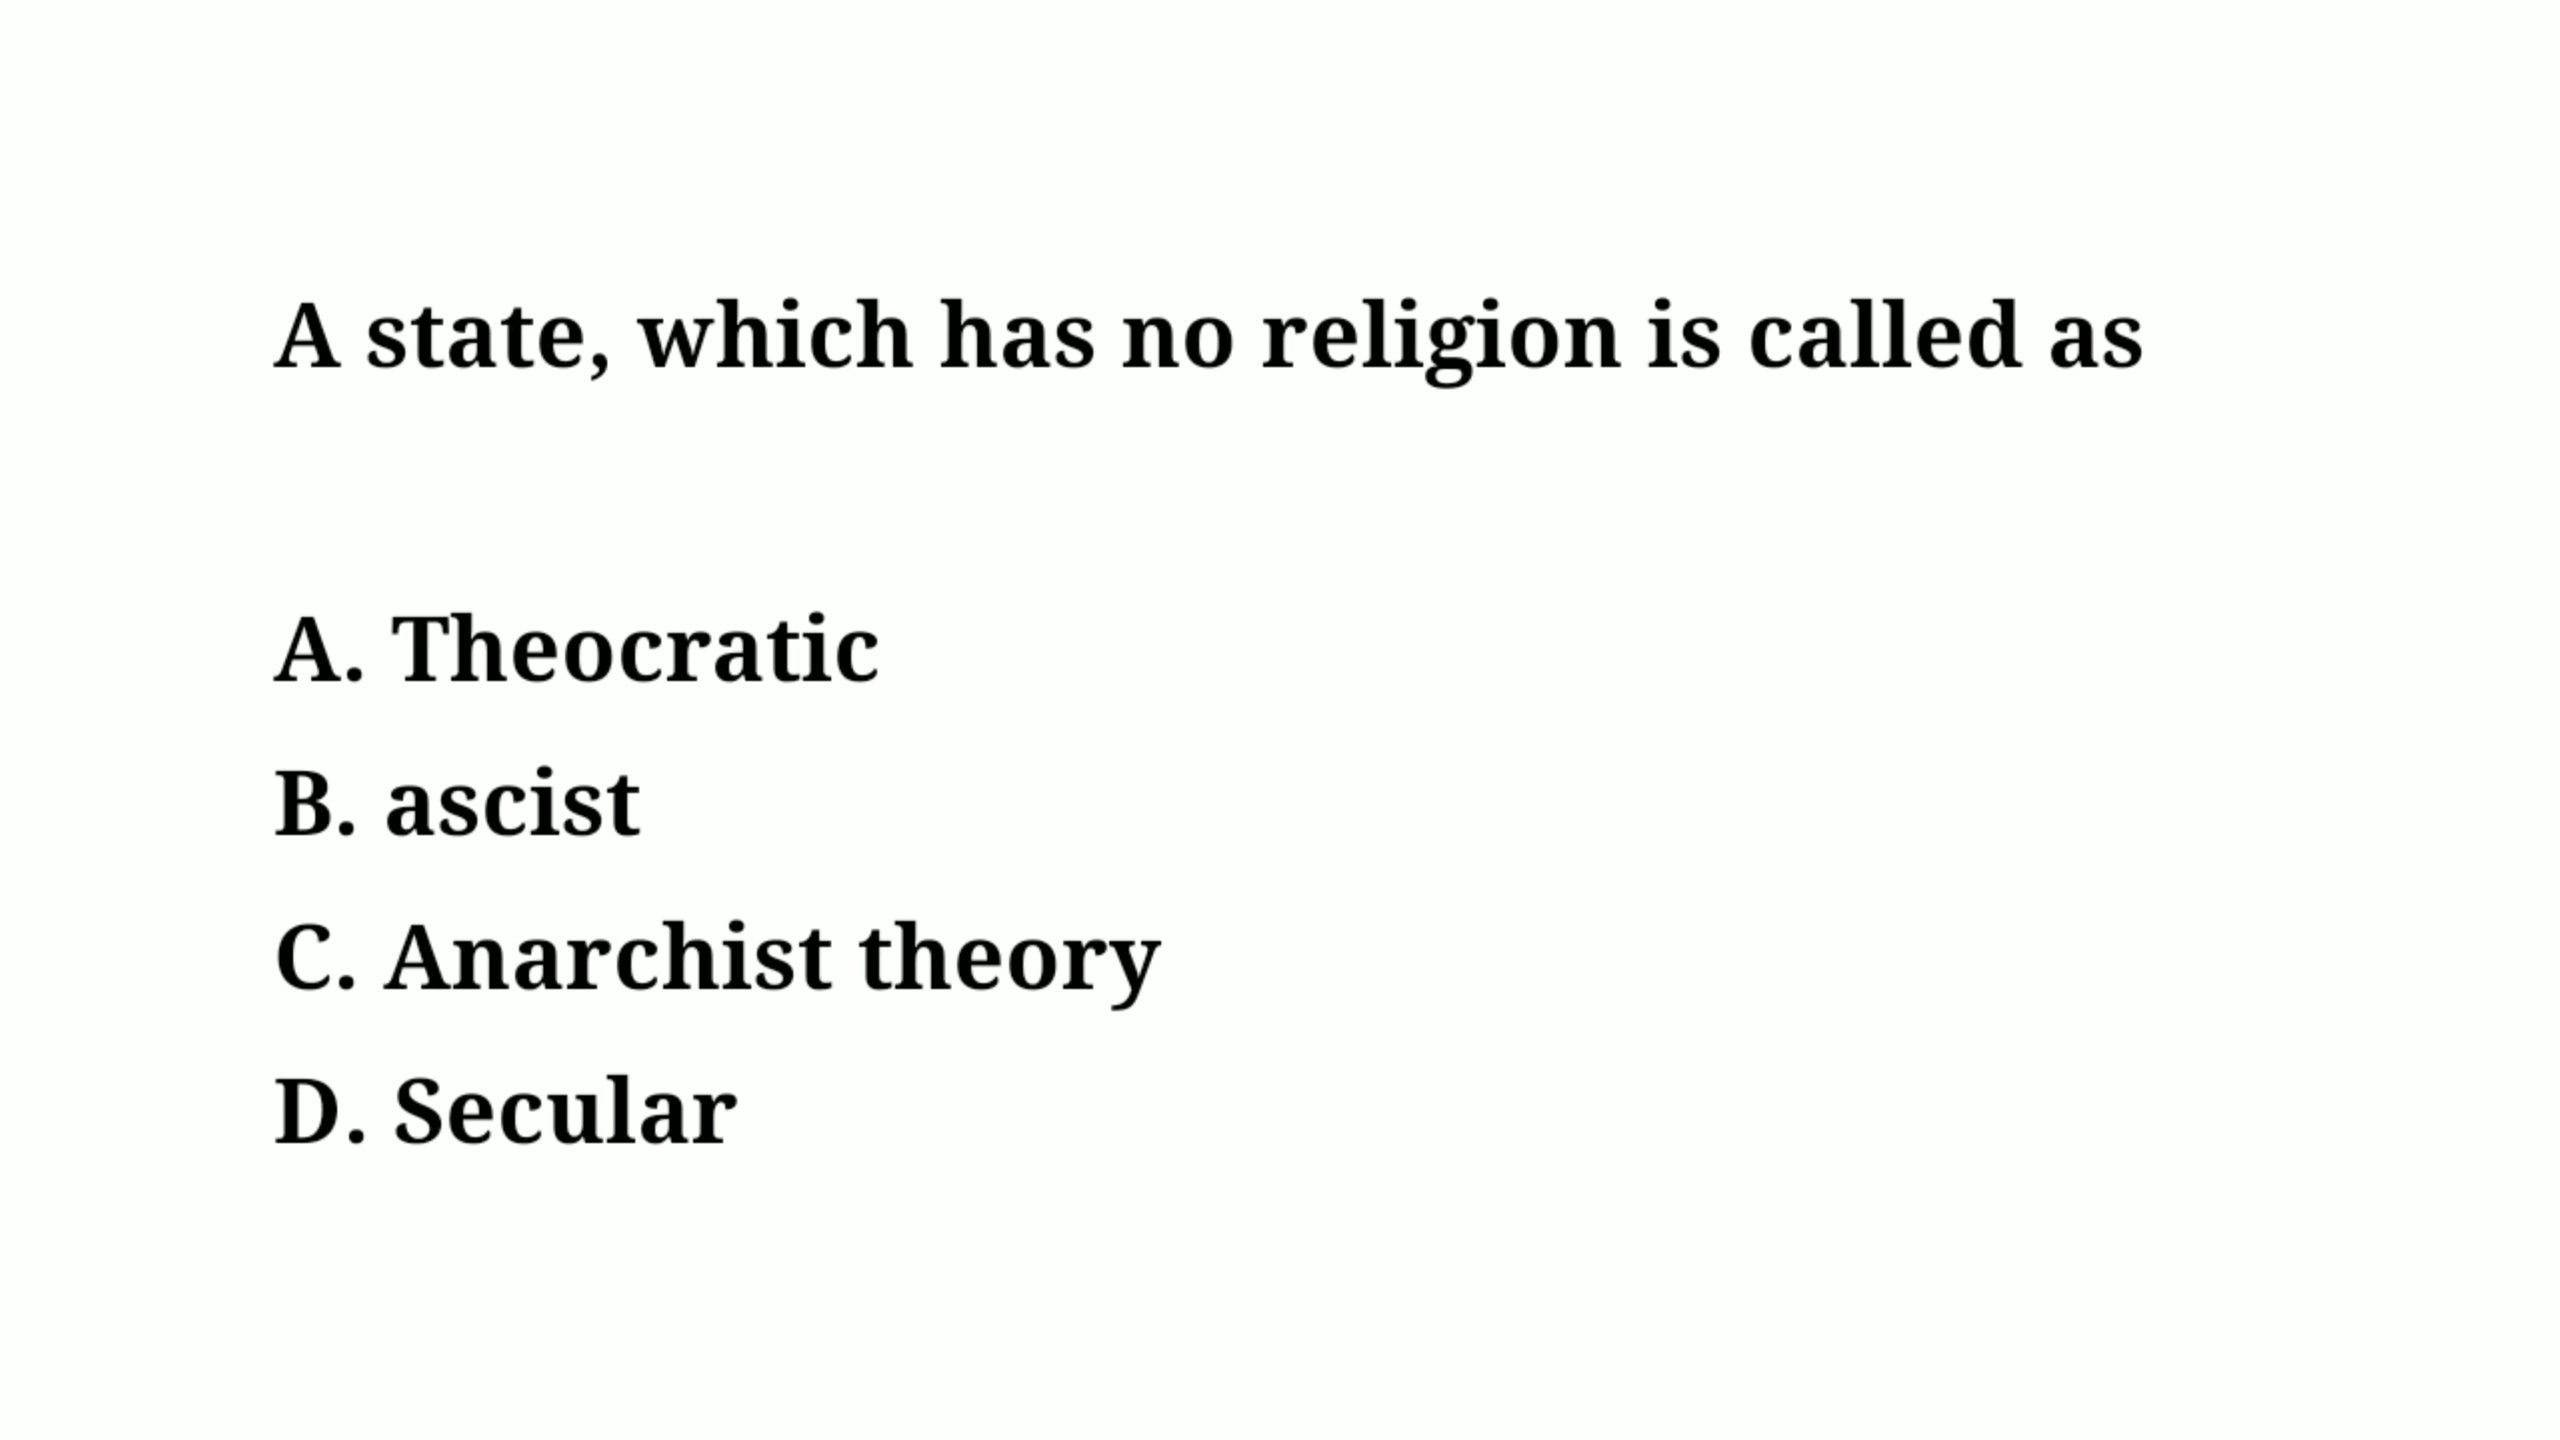 A state, which has no religion is called as
A. Theocratic
B. ascist
C. Anarchist theory
D. Secular